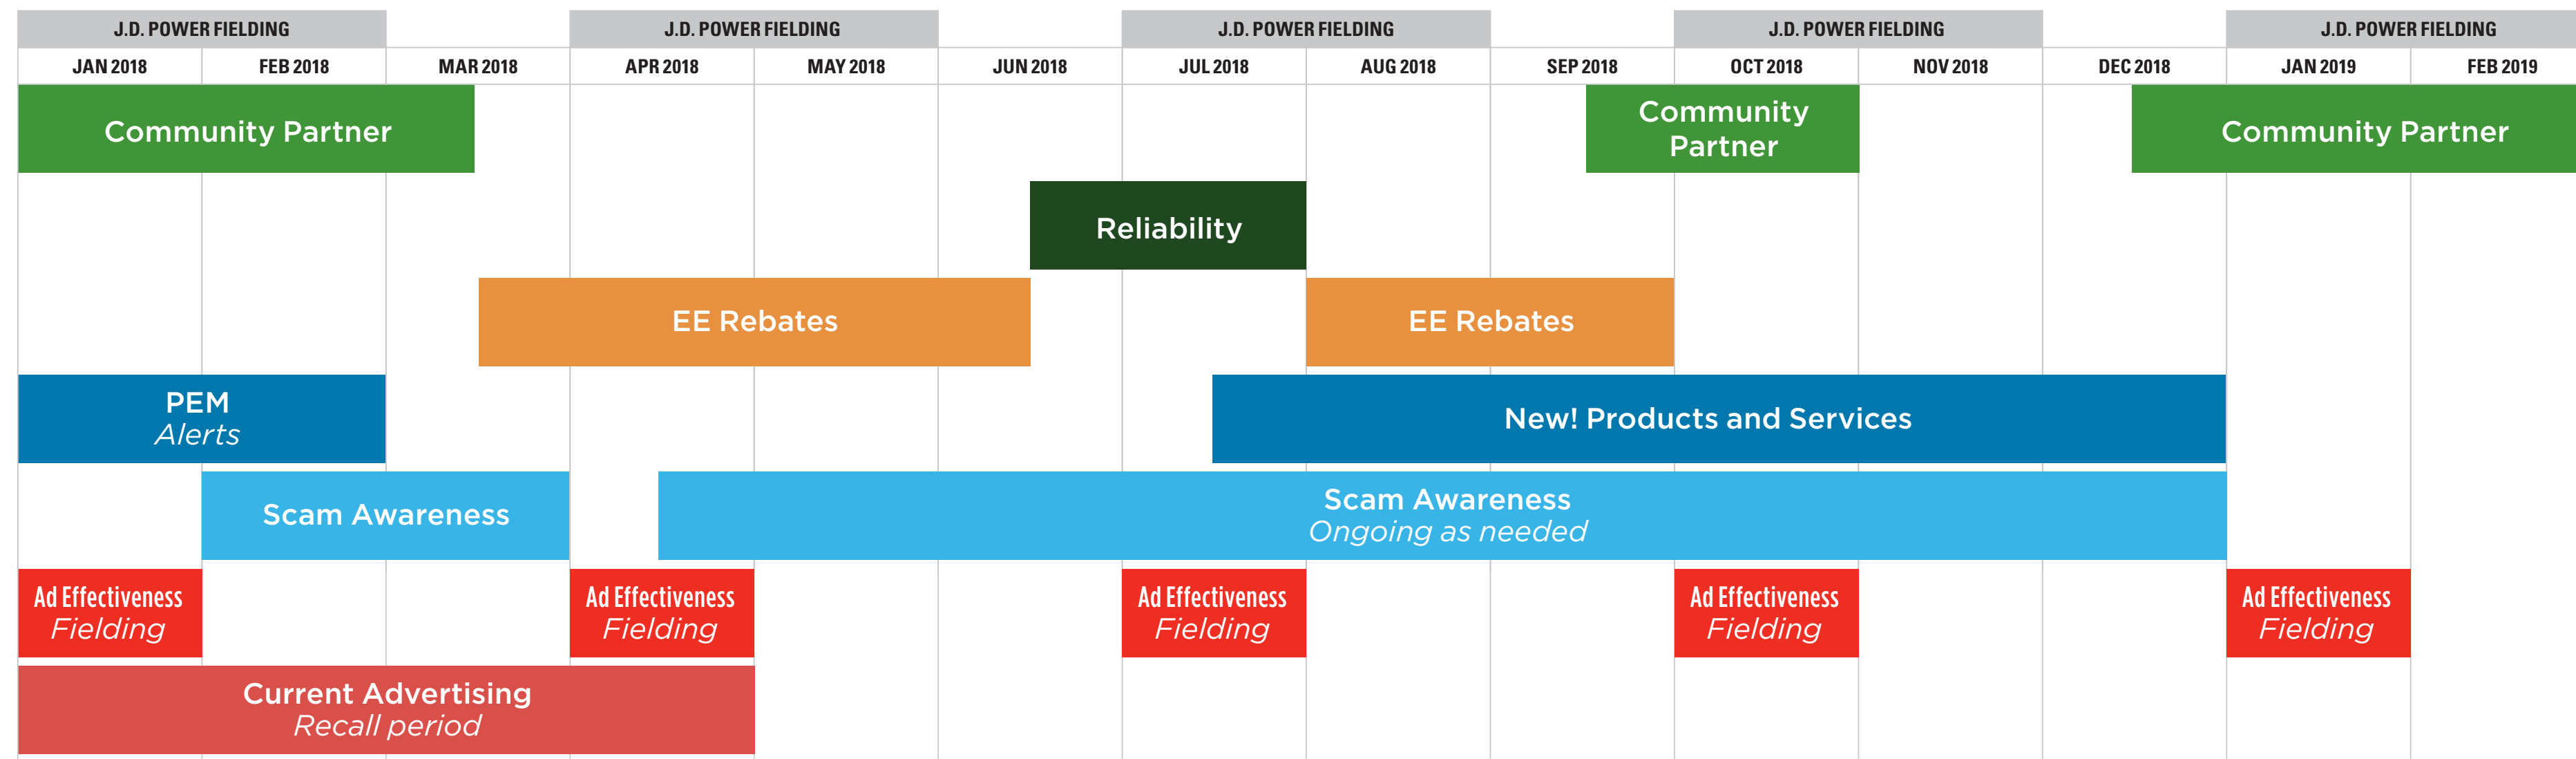 J.D. POWER FIELDING J.D. POWER FIELDING J.D. POWER FIELDING J.D. POWER FIELDING J.D. POWER FIELDING
JAN 2018 FEB 2018 MAR 2018 APR 2018 MAY 2018 JUN 2018 JUL 2018 AUG 2018 SEP 2018 OCT 2018 NOV 2018 DEC 2018 JAN 2019 FEB 2019
Community Partner
Community
Partner
Community Partner
Reliability
EE Rebates
EE Rebates
PEM
Alerts
New! Products and Services
Scam Awareness
Scam Awareness
Ongoing as needed
Ad Effectiveness
Fielding
Ad Effectiveness
Fielding
Ad Effectiveness
Fielding
Ad Effectiveness
Fielding
Ad Effectiveness
Fielding
Current Advertising
Recall period